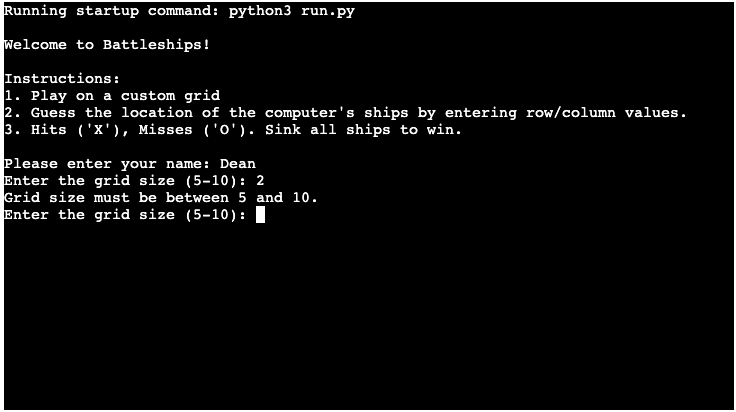 Running startup command: python3 run.py
Welcome to Battleships!
Instructions:
1. Play on a custom grid
2. Guess the location of the computer's ships by entering row/column values.
3. Hits ('X'), Misses ('O'). Sink all ships to win.
Please enter your name: Dean
Enter the grid size (5-10): 2
Grid size must be between 5 and 10.
Enter the grid size (5-10):